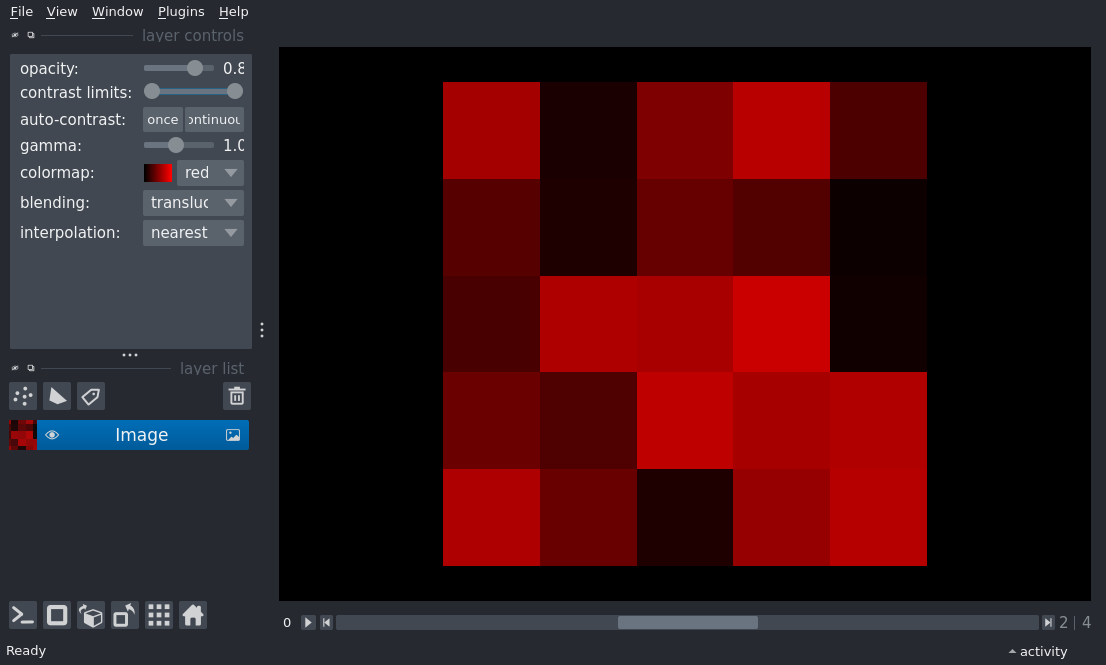 File View Window Plugins Help
layer controls
opacity: 0.8
contrast limits:
auto-contrast: once ontinuou
gamma: 1.0
colormap: red
blending: transluc
interpolation: nearest
layer list
Image
0 2 | 4
Ready activity